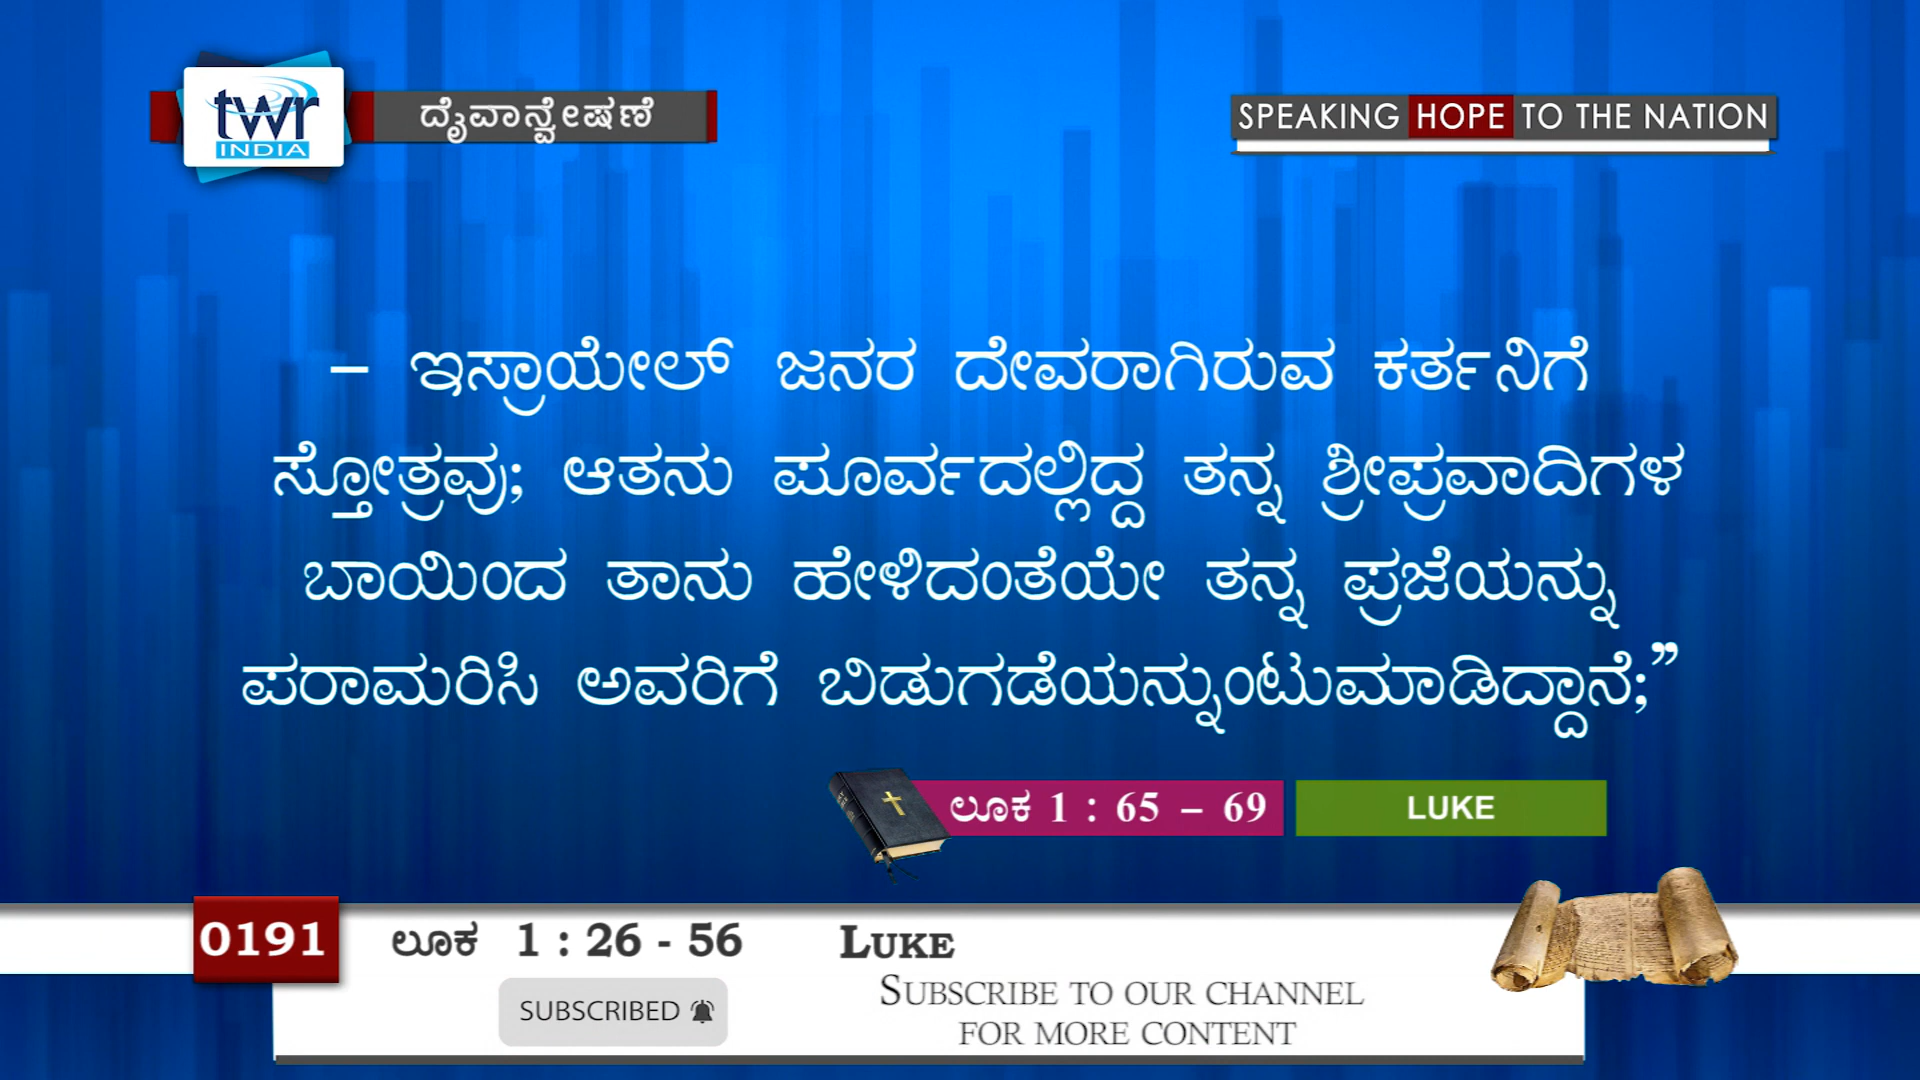 twr
INDIA
ದೈವಾನ್ವೇಷಣೆ
SPEAKING HOPE TO THE NATION
– ಇಸ್ರಾಯೇಲ್ ಜನರ ದೇವರಾಗಿರುವ ಕರ್ತನಿಗೆ
ಸ್ತೋತ್ರವು; ಆತನು ಪೂರ್ವದಲ್ಲಿದ್ದ ತನ್ನ ಶ್ರೀಪ್ರವಾದಿಗಳ
ಬಾಯಿಂದ ತಾನು ಹೇಳಿದಂತೆಯೇ ತನ್ನ ಪ್ರಜೆಯನ್ನು
ಪರಾಮರಿಸಿ ಅವರಿಗೆ ಬಿಡುಗಡೆಯನ್ನುಂಟುಮಾಡಿದ್ದಾನೆ;”
ಲೂಕ 1 : 65 – 69
LUKE
0191
ಲೂಕ 1 : 26 - 56
LUKE
SUBSCRIBED
SUBSCRIBE TO OUR CHANNEL
FOR MORE CONTENT